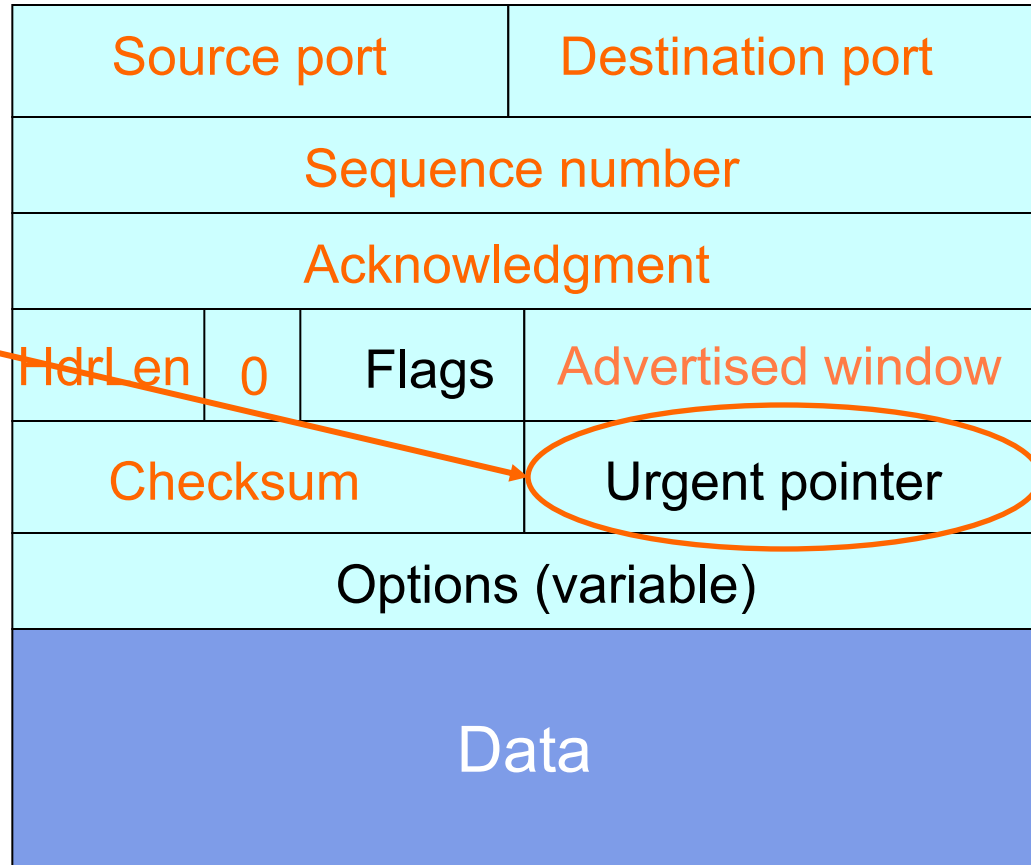 Source port Destination port
Sequence number
Acknowledgment
HdrLen 0 Flags Advertised window
Checksum Urgent pointer
Options (variable)
Data